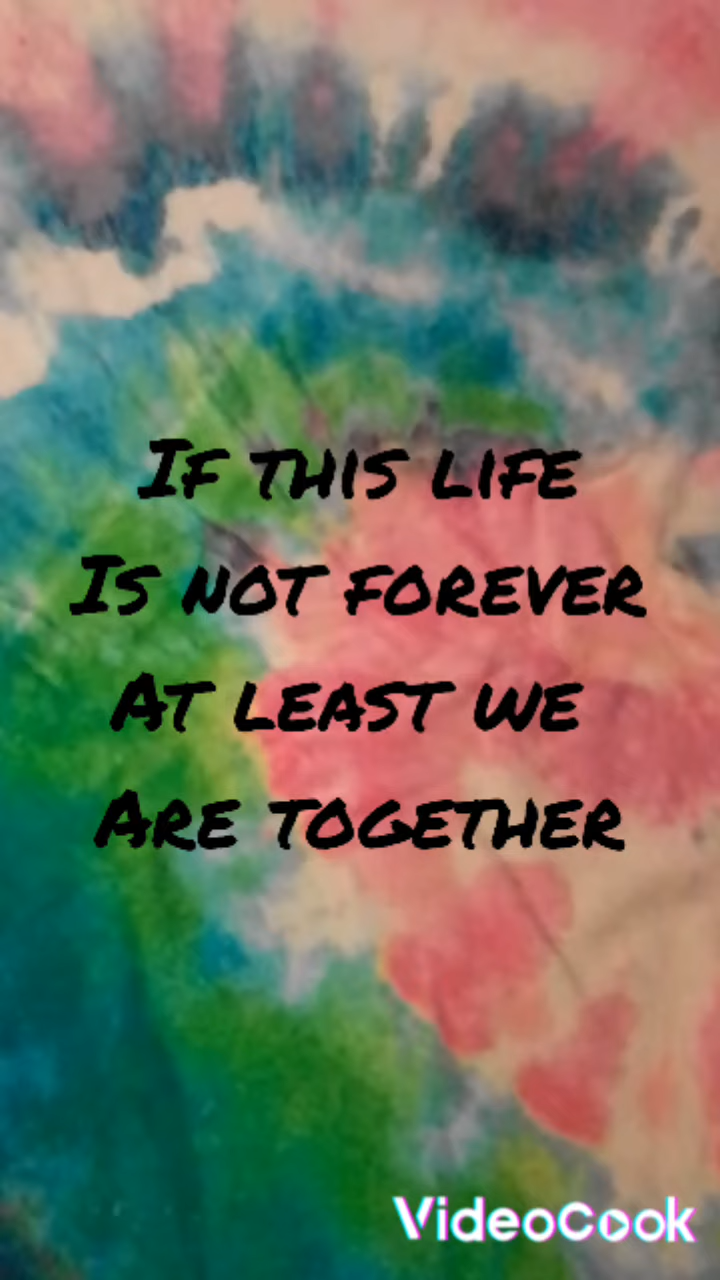 If this life
Is not forever
At least we
Are together
VideoCook